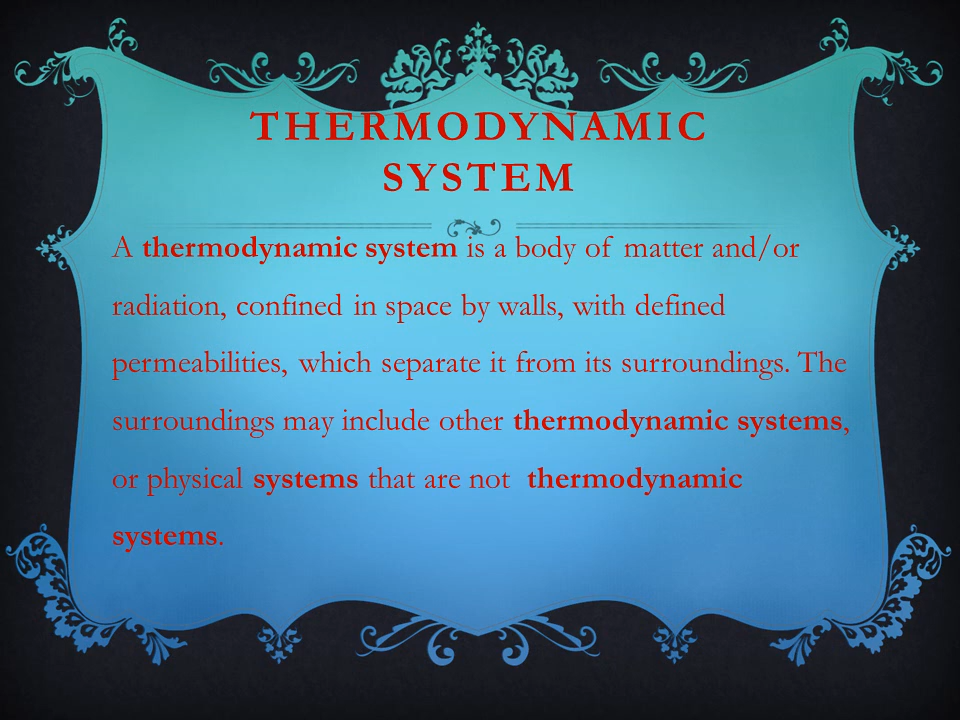 THERMODYNAMIC
SYSTEM
A thermodynamic system is a body of matter and/or
radiation, confined in space by walls, with defined
permeabilities, which separate it from its surroundings. The
surroundings may include other thermodynamic systems,
or physical systems that are not thermodynamic
systems.